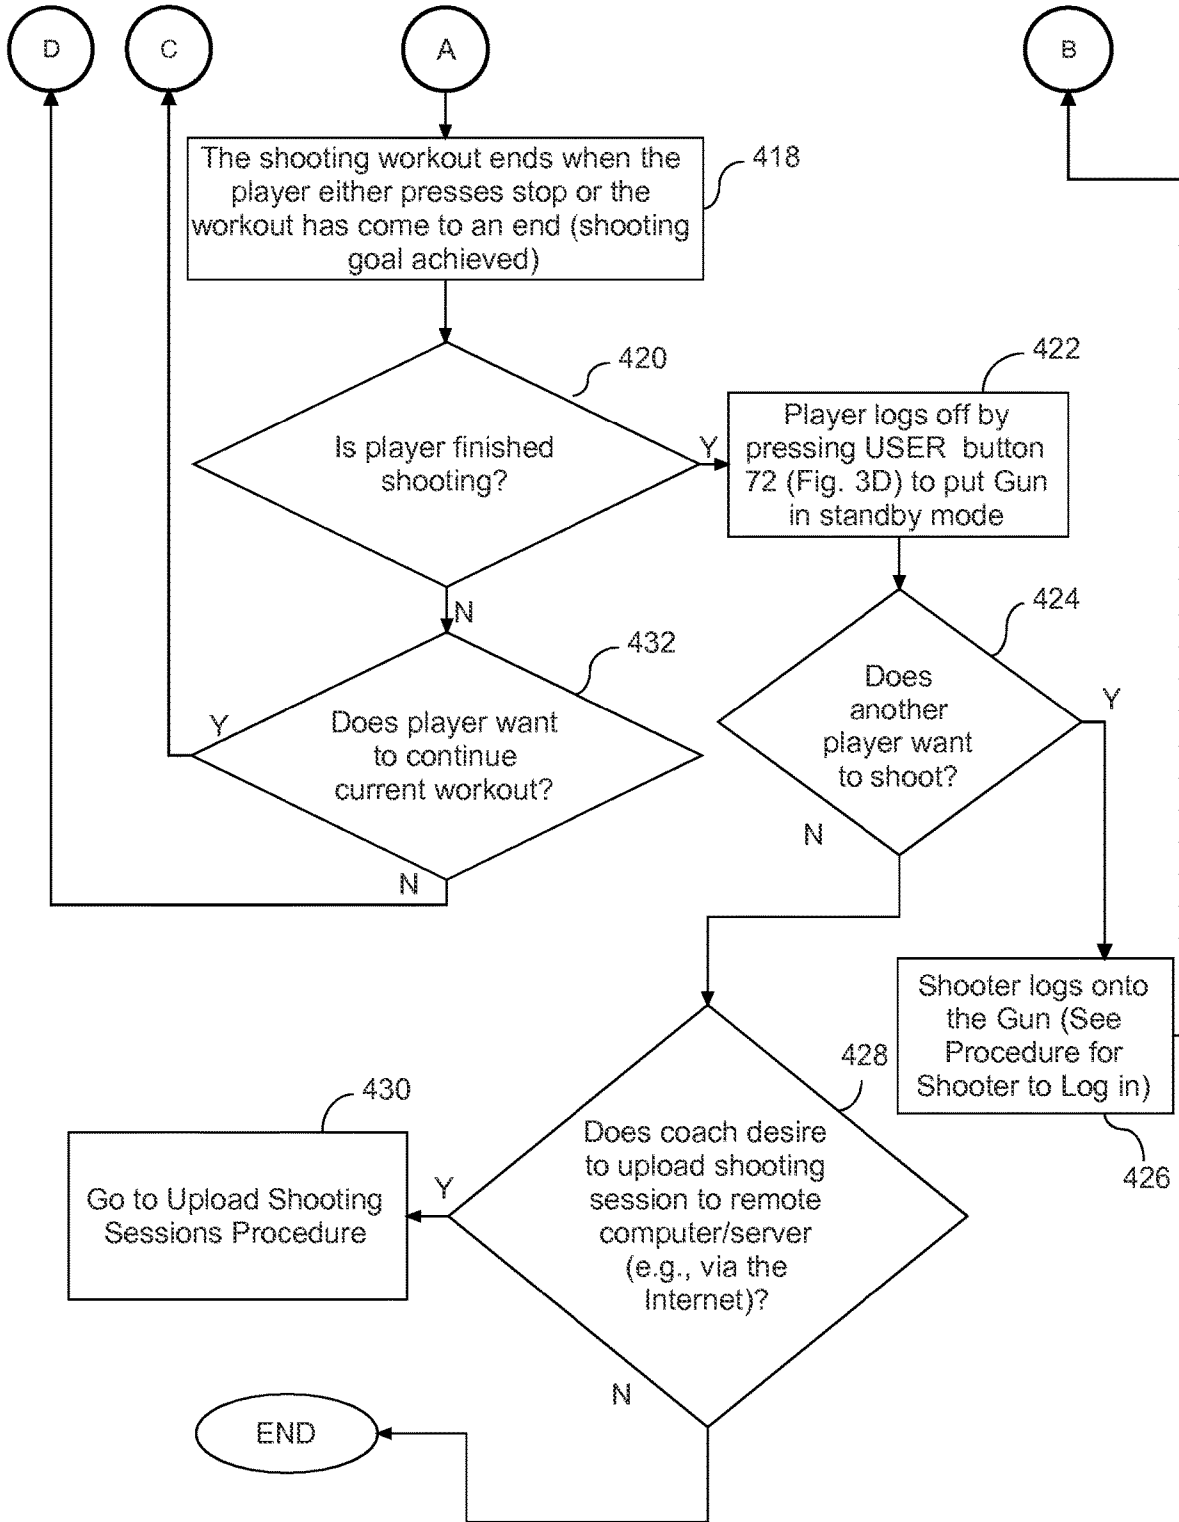 D
C
A
B
The shooting workout ends when the
player either presses stop or the
workout has come to an end (shooting
goal achieved)
418
Is player finished
shooting?
420
Y
N
Player logs off by
pressing USER button
72 (Fig. 3D) to put Gun
in standby mode
422
Does player want
to continue
current workout?
432
Y
N
Does
another
player want
to shoot?
424
Y
N
Shooter logs onto
the Gun (See
Procedure for
Shooter to Log in)
426
Does coach desire
to upload shooting
session to remote
computer/server
(e.g., via the
Internet)?
428
Y
N
Go to Upload Shooting
Sessions Procedure
430
END